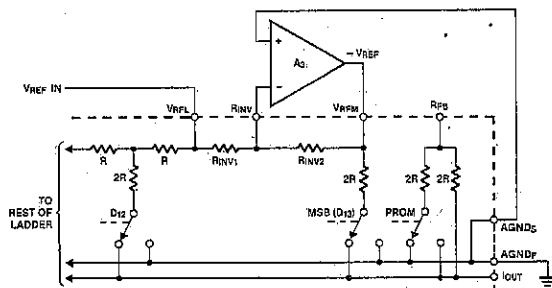 +
A3
−
− VREF
VREF IN
VRFL
RINV
VRFM
RFB
R
R
RINV1
RINV2
2R
2R
2R
2R
TO
REST OF
LADDER
D12
MSB (D13)
PROM
AGNDS
AGNDF
IOUT